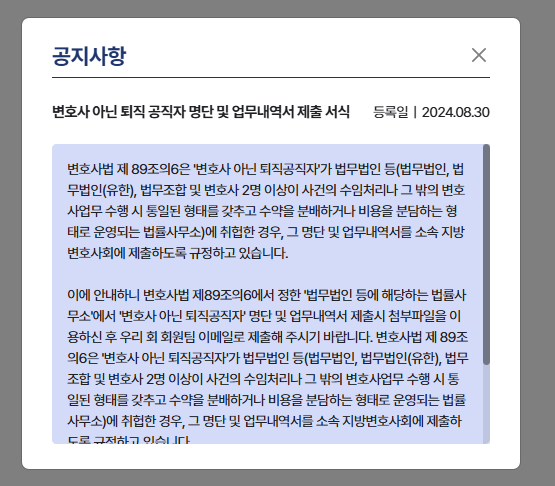 공지사항
변호사 아닌 퇴직 공직자 명단 및 업무내역서 제출 서식 등록일 | 2024.08.30
변호사법 제 89조의6은 '변호사 아닌 퇴직공직자'가 법무법인 등(법무법인, 법
무법인(유한), 법무조합 및 변호사 2명 이상이 사건의 수임처리나 그 밖의 변호
사업무 수행 시 통일된 형태를 갖추고 수약을 분배하거나 비용을 분담하는 형
태로 운영되는 법률사무소)에 취헙한 경우, 그 명단 및 업무내역서를 소속 지방
변호사회에 제출하도록 규정하고 있습니다.
이에 안내하니 변호사법 제89조의6에서 정한 '법무법인 등에 해당하는 법률사
무소'에서 '변호사 아닌 퇴직공직자' 명단 및 업무내역서 제출시 첨부파일을 이
용하신 후 우리 회 회원팀 이메일로 제출해 주시기 바랍니다. 변호사법 제 89조
의6은 '변호사 아닌 퇴직공직자'가 법무법인 등(법무법인, 법무법인(유한), 법무
조합 및 변호사 2명 이상이 사건의 수임처리나 그 밖의 변호사업무 수행 시 통
일된 형태를 갖추고 수약을 분배하거나 비용을 분담하는 형태로 운영되는 법률
사무소)에 취헙한 경우, 그 명단 및 업무내역서를 소속 지방변호사회에 제출하
도록 규정하고 있습니다.